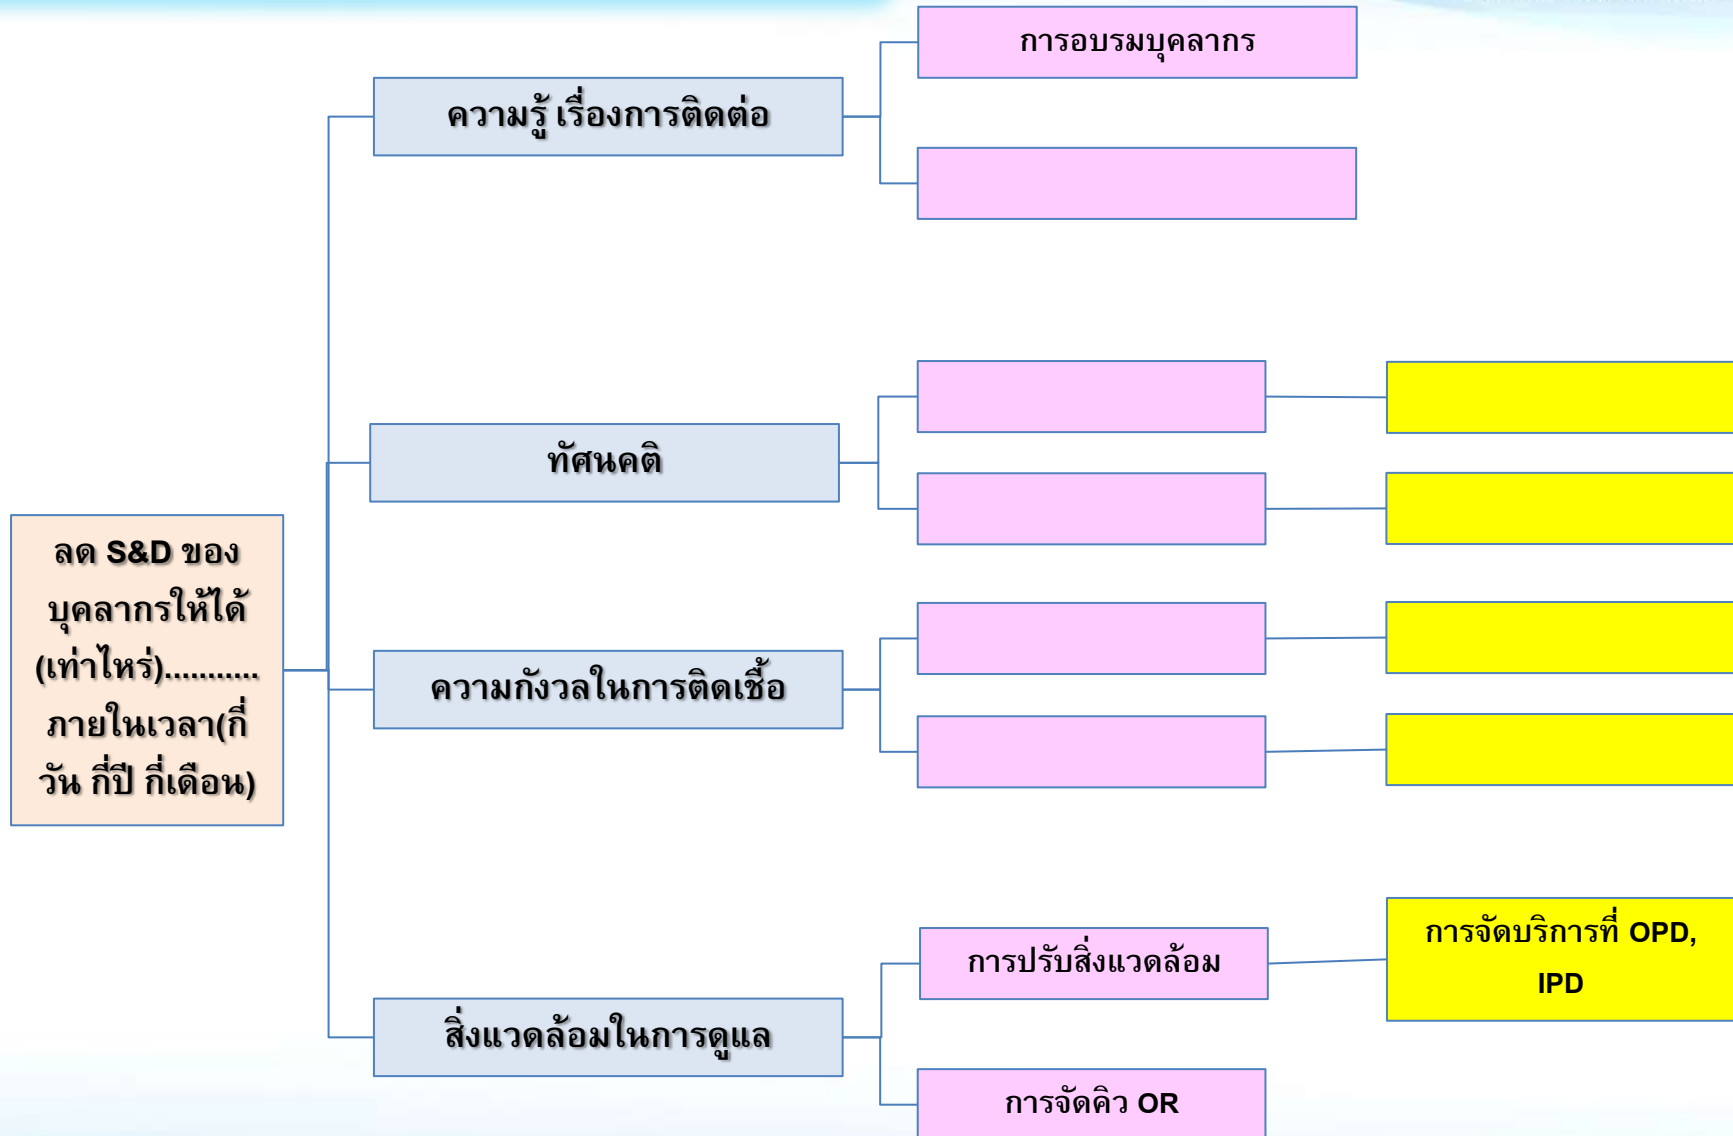 การอบรมบุคลากร
ความรู้ เรื่องการติดต่อ
ทัศนคติ
ลด S&D ของ
บุคลากรให้ได้
(เท่าไหร่)...........
ภายในเวลา(กี่
วัน กี่ปี กี่เดือน)
ความกังวลในการติดเชื้อ
การปรับสิ่งแวดล้อม
การจัดบริการที่ OPD,
IPD
สิ่งแวดล้อมในการดูแล
การจัดคิว OR